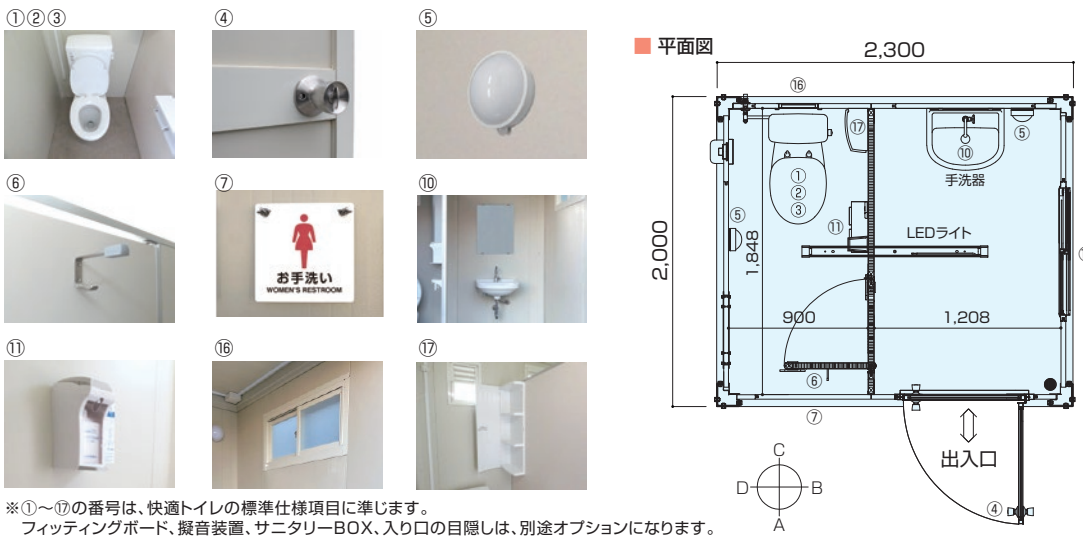 ①②③
④
⑤
⑥
⑦
お手洗い
WOMEN'S RESTROOM
⑩
⑪
⑯
⑰
※①～⑰の番号は、快適トイレの標準仕様項目に準じます。
フィッティングボード、擬音装置、サニタリーBOX、入り口の目隠しは、別途オプションになります。
■ 平面図
2,300
⑯
⑰
⑤
①
②
③
⑩
手洗器
⑤
⑪
LEDライト
2,000
1,848
900
1,208
⑥
⑦
出入口
④
C
D
B
A